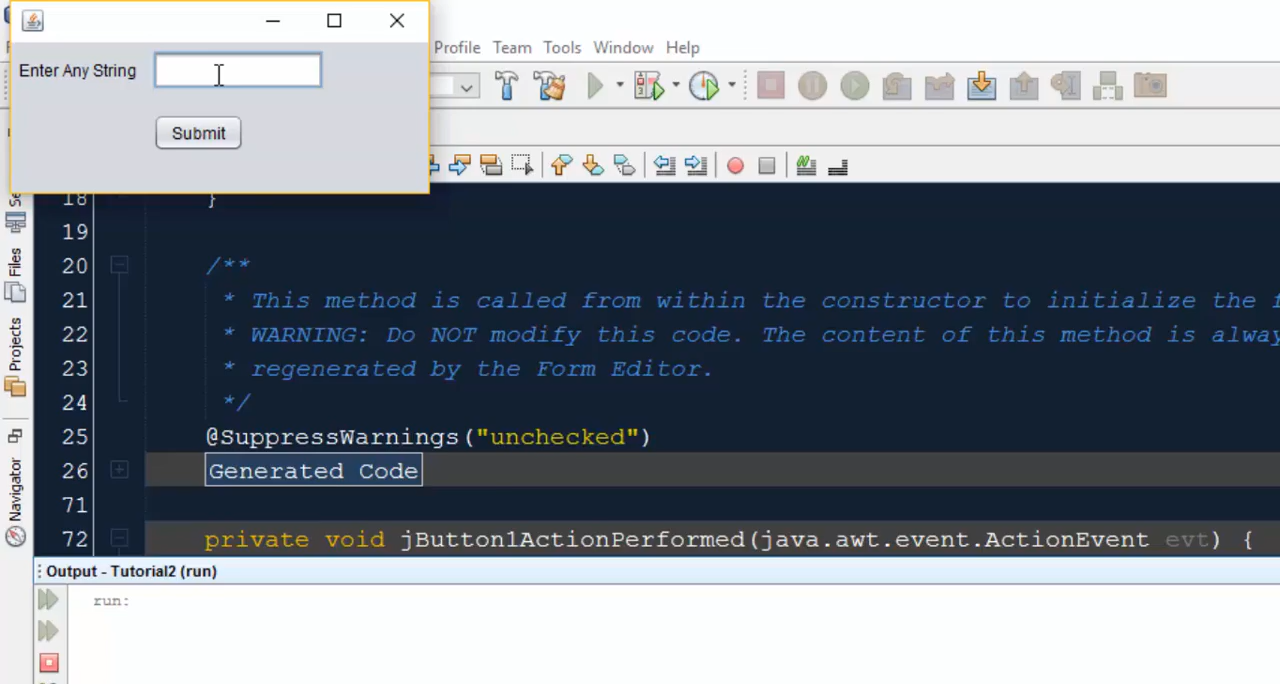 Profile Team Tools Window Help
Enter Any String
Submit
Files
Projects
Navigator
18 }
19
20 /**
21 * This method is called from within the constructor to initialize the
22 * WARNING: Do NOT modify this code. The content of this method is
23 * regenerated by the Form Editor.
24 */
25 @SuppressWarnings("unchecked")
26 Generated Code
71
72 private void jButton1ActionPerformed(java.awt.event.ActionEvent evt) {
Output - Tutorial2 (run)
run: